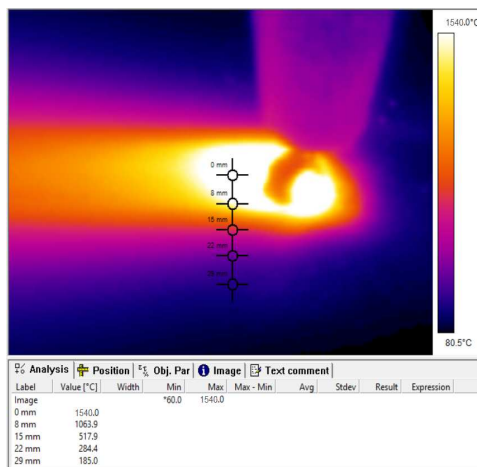 1540.0°C
0 mm
8 mm
15 mm
22 mm
80.5°C
Analysis Position Obj. Par Image Text comment
Label Value [°C] Width Min Max Max - Min Avg Stdev Result Expression
Image *60.0 1540.0
0 mm 1540.0
8 mm 1063.9
15 mm 517.9
22 mm 284.4
29 mm 185.0